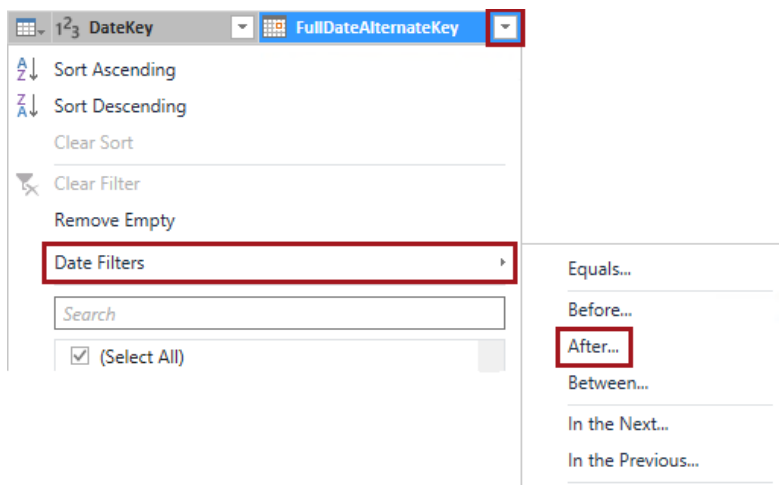 1²3 DateKey FullDateAlternateKey
Sort Ascending
Sort Descending
Clear Sort
Clear Filter
Remove Empty
Date Filters
Search
(Select All)
Equals...
Before...
After...
Between...
In the Next...
In the Previous...